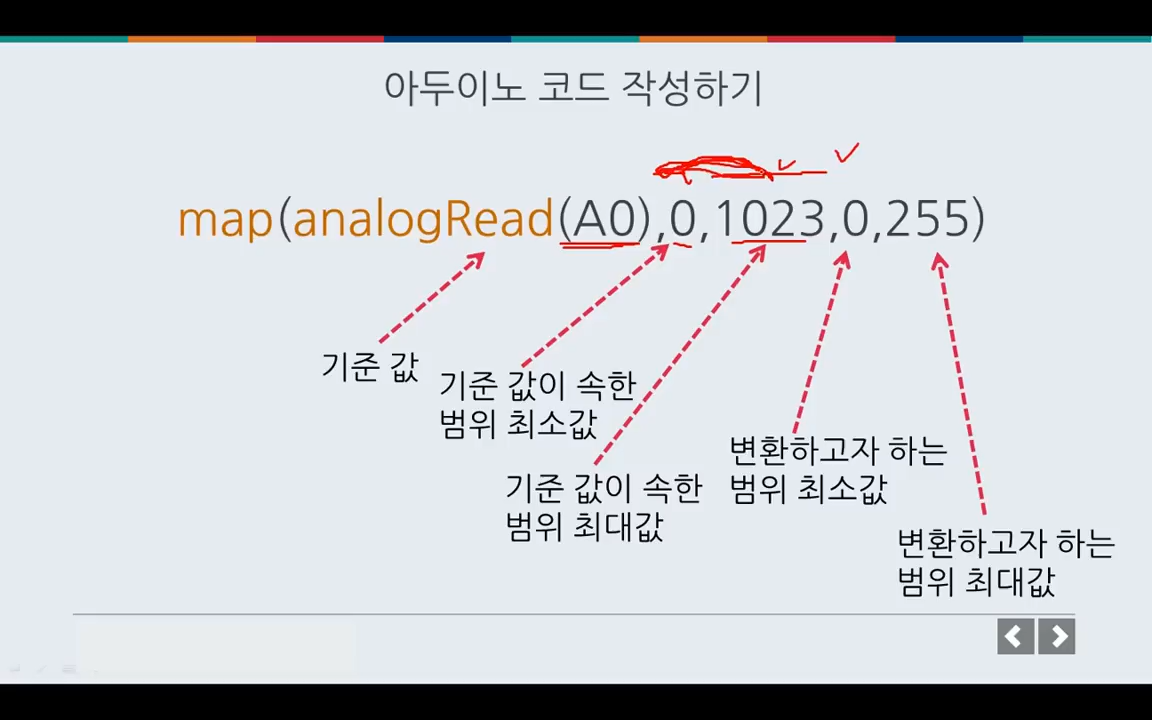 아두이노 코드 작성하기
map(analogRead(A0),0,1023,0,255)
기준 값
기준 값이 속한
범위 최소값
기준 값이 속한
범위 최대값
변환하고자 하는
범위 최소값
변환하고자 하는
범위 최대값